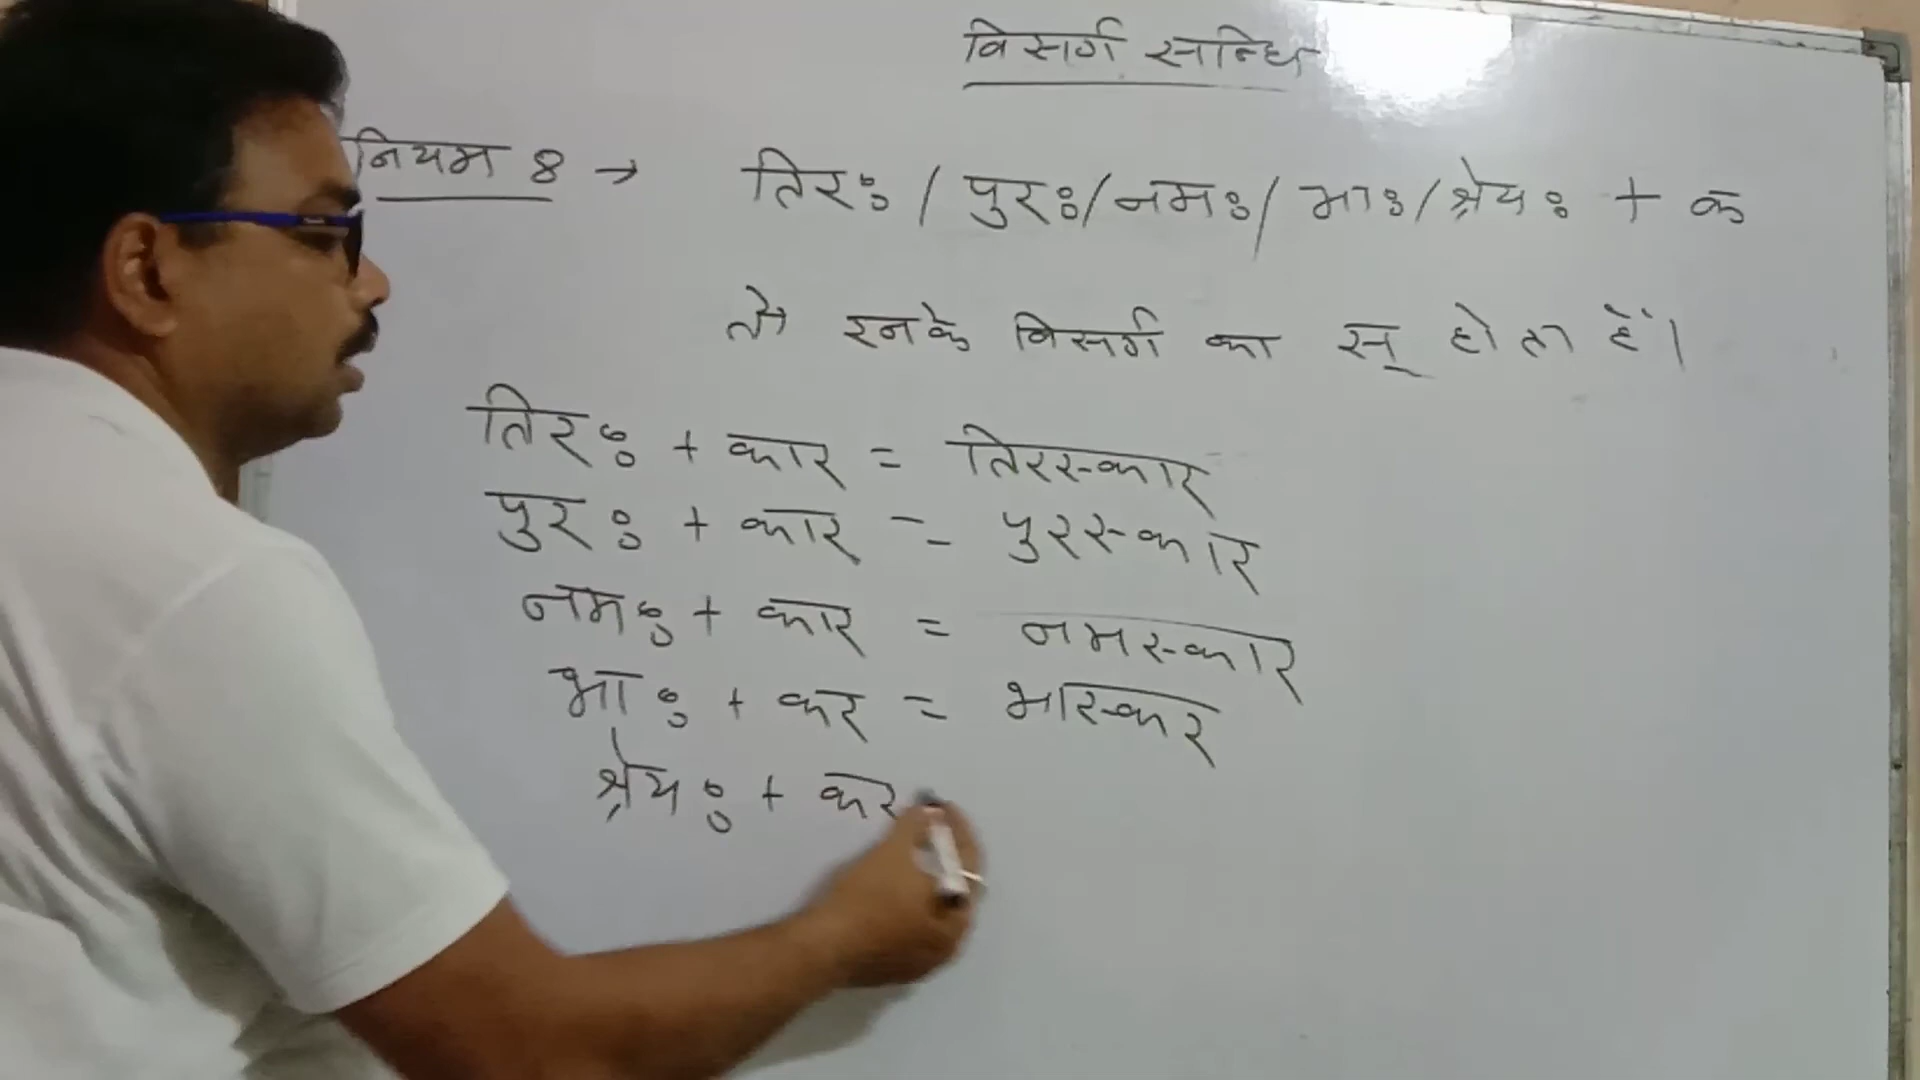 विसर्ग सन्धि
नियम 8 → तिरः / पुरः / नमः / भाः / श्रेयः + क
तो इनके विसर्ग का स् होता है।
तिरः + कार = तिरस्कार
पुरः + कार = पुरस्कार
नमः + कार = नमस्कार
भाः + कर = भास्कर
श्रेयः + कर